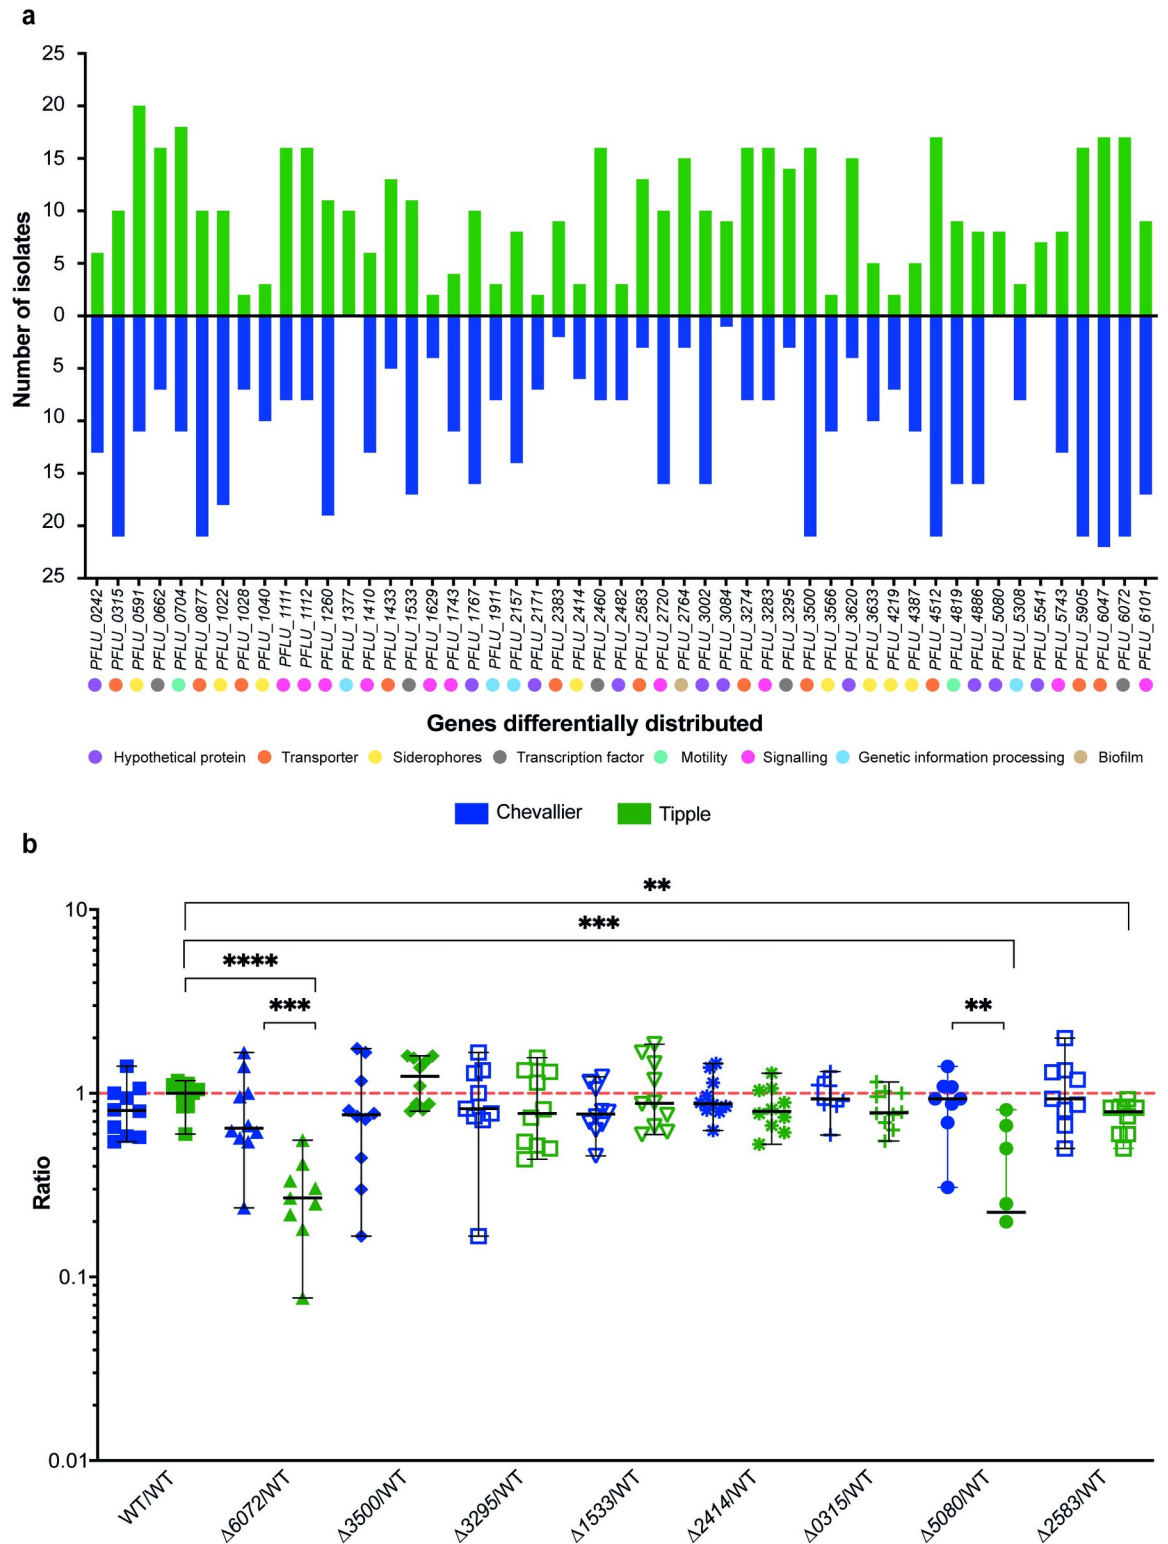 a
25
20
15
10
5
0
5
10
15
20
25
Number of isolates
PFLU_0242
PFLU_0315
PFLU_0591
PFLU_0662
PFLU_0704
PFLU_0877
PFLU_1022
PFLU_1028
PFLU_1040
PFLU_1111
PFLU_1112
PFLU_1260
PFLU_1377
PFLU_1410
PFLU_1433
PFLU_1533
PFLU_1629
PFLU_1743
PFLU_1767
PFLU_1911
PFLU_2157
PFLU_2171
PFLU_2383
PFLU_2414
PFLU_2460
PFLU_2482
PFLU_2583
PFLU_2720
PFLU_2764
PFLU_3002
PFLU_3084
PFLU_3274
PFLU_3283
PFLU_3295
PFLU_3500
PFLU_3566
PFLU_3620
PFLU_3633
PFLU_4219
PFLU_4387
PFLU_4512
PFLU_4819
PFLU_4886
PFLU_5080
PFLU_5308
PFLU_5541
PFLU_5743
PFLU_5905
PFLU_6047
PFLU_6072
PFLU_6101
Genes differentially distributed
Hypothetical protein Transporter Siderophores Transcription factor Motility Signalling Genetic information processing Biofilm
Chevallier Tipple
b
10
1
0.1
0.01
Ratio
**
***
****
***
**
WT/WT
Δ6072/WT
Δ3500/WT
Δ3295/WT
Δ1533/WT
Δ2414/WT
Δ0315/WT
Δ5080/WT
Δ2583/WT